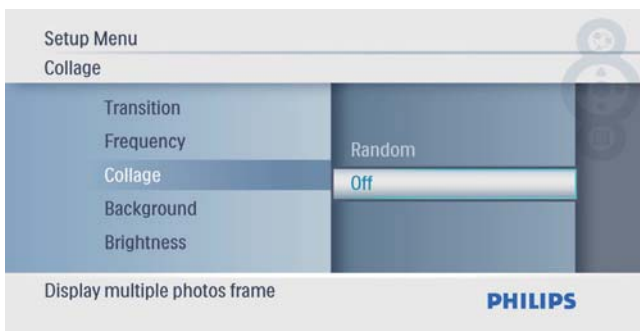 Setup Menu
Collage
Transition
Frequency
Collage
Background
Brightness
Random
Off
Display multiple photos frame
PHILIPS